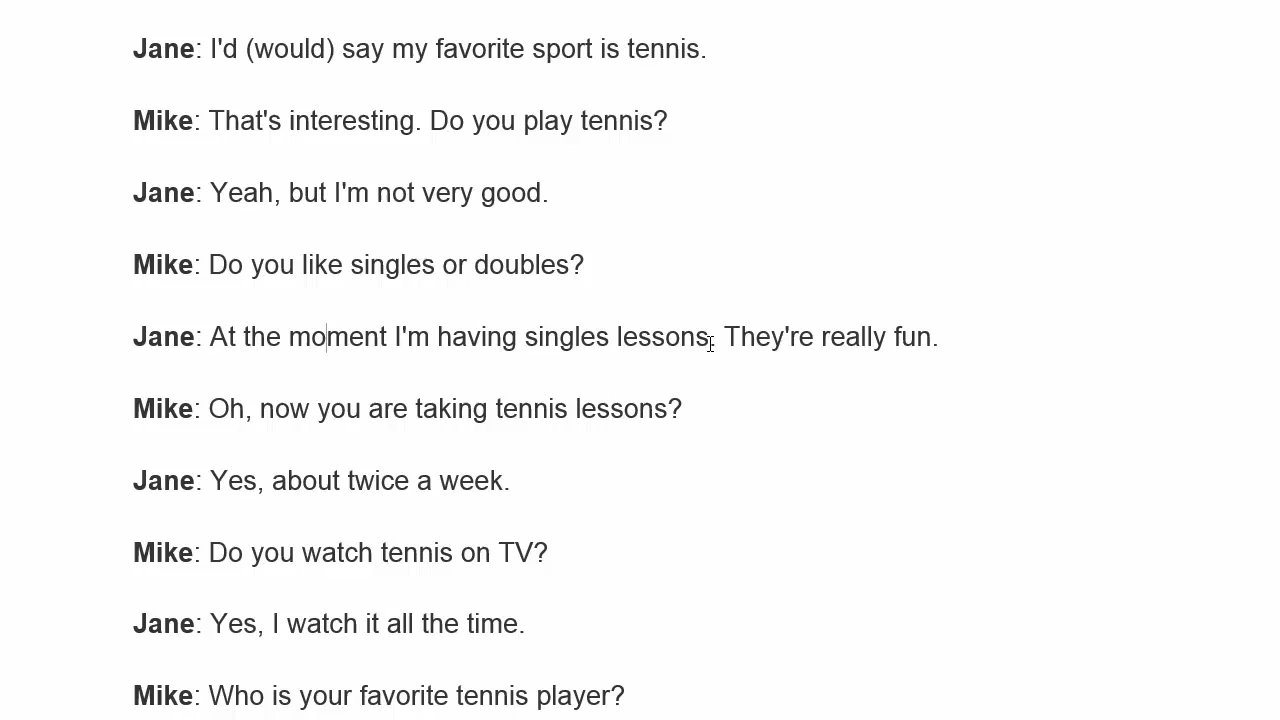 Jane: I'd (would) say my favorite sport is tennis.
Mike: That's interesting. Do you play tennis?
Jane: Yeah, but I'm not very good.
Mike: Do you like singles or doubles?
Jane: At the moment I'm having singles lessons. They're really fun.
Mike: Oh, now you are taking tennis lessons?
Jane: Yes, about twice a week.
Mike: Do you watch tennis on TV?
Jane: Yes, I watch it all the time.
Mike: Who is your favorite tennis player?